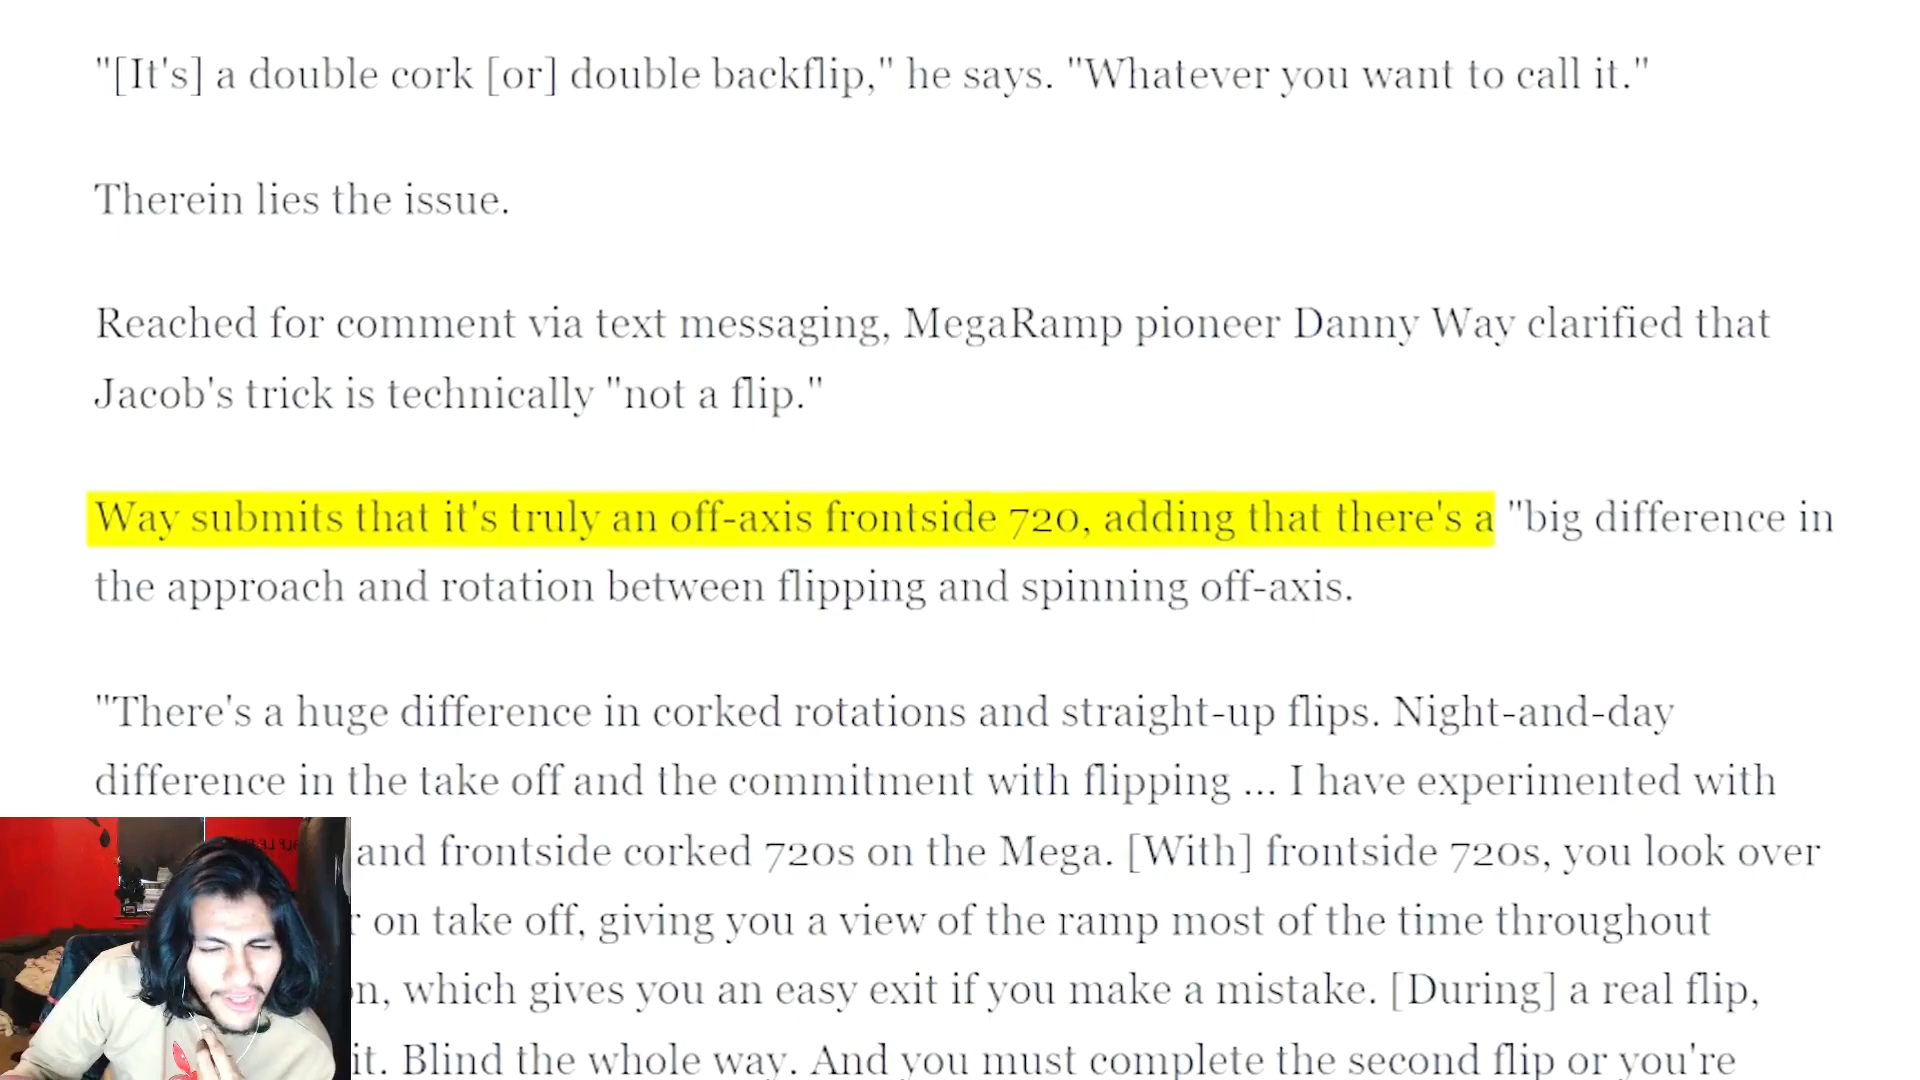 "[It's] a double cork [or] double backflip," he says. "Whatever you want to call it."
Therein lies the issue.
Reached for comment via text messaging, MegaRamp pioneer Danny Way clarified that
Jacob's trick is technically "not a flip."
Way submits that it's truly an off-axis frontside 720, adding that there's a "big difference in
the approach and rotation between flipping and spinning off-axis.
"There's a huge difference in corked rotations and straight-up flips. Night-and-day
difference in the take off and the commitment with flipping ... I have experimented with
and frontside corked 720s on the Mega. [With] frontside 720s, you look over
on take off, giving you a view of the ramp most of the time throughout
which gives you an easy exit if you make a mistake. [During] a real flip,
it. Blind the whole way. And you must complete the second flip or you're